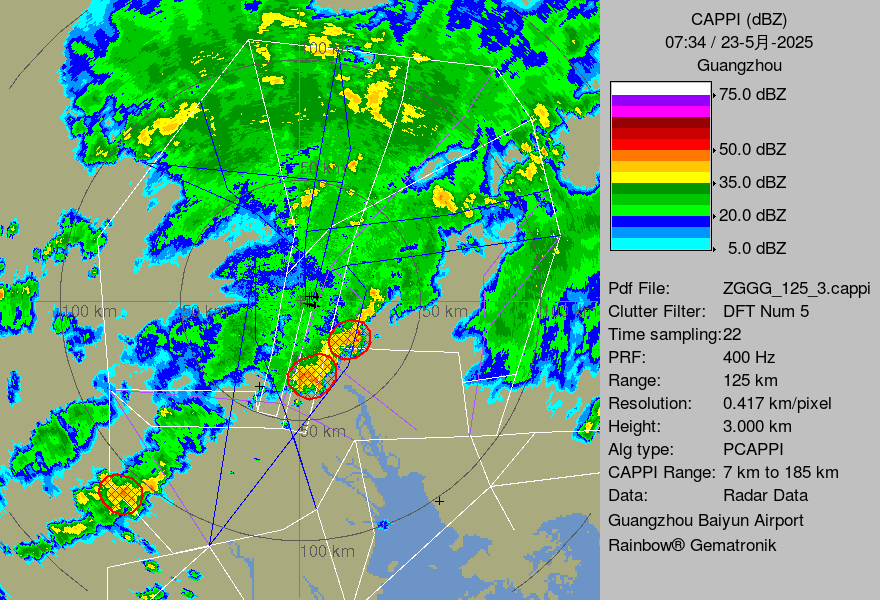 CAPPI (dBZ)
07:34 / 23-5月-2025
Guangzhou
75.0 dBZ
50.0 dBZ
35.0 dBZ
20.0 dBZ
5.0 dBZ
Pdf File: ZGGG_125_3.cappi
Clutter Filter: DFT Num 5
Time sampling:22
PRF: 400 Hz
Range: 125 km
Resolution: 0.417 km/pixel
Height: 3.000 km
Alg type: PCAPPI
CAPPI Range: 7 km to 185 km
Data: Radar Data
Guangzhou Baiyun Airport
Rainbow® Gematronik
100 km
50 km
50 km
50 km
100 km